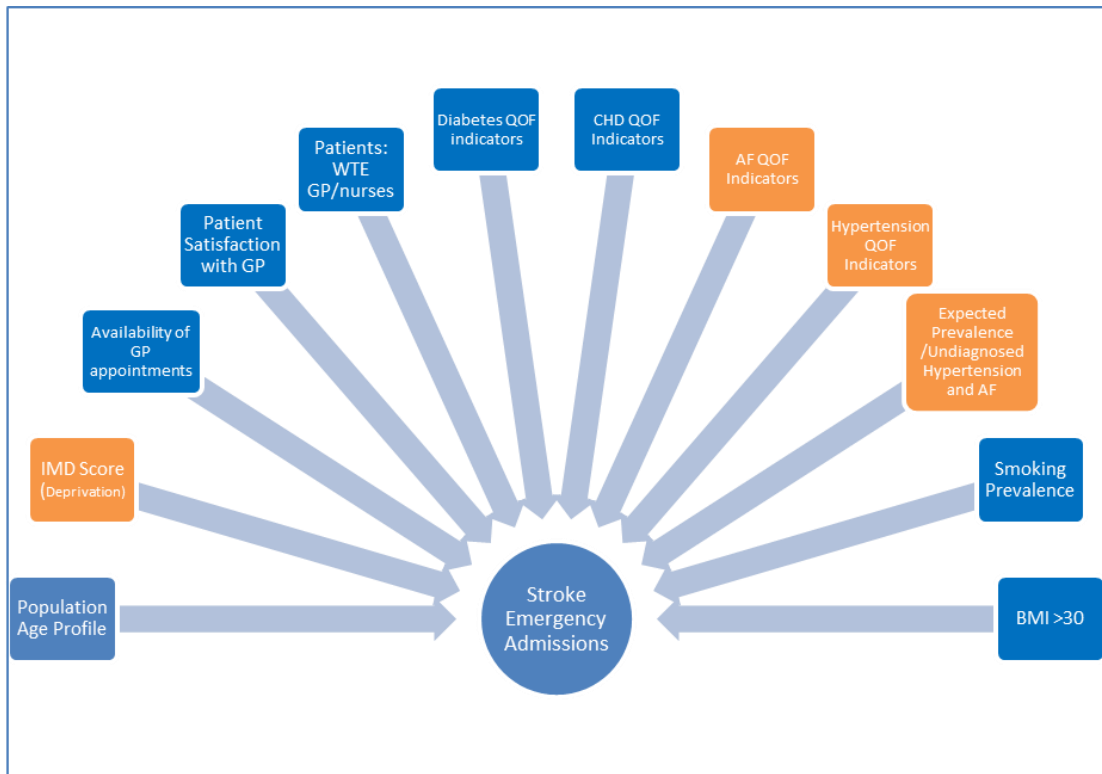 Diabetes QOF
indicators
CHD QOF
Indicators
Patients:
WTE
GP/nurses
AF QOF
Indicators
Patient
Satisfaction
with GP
Hypertension
QOF
Indicators
Availability of
GP
appointments
Expected
Prevalence
/Undiagnosed
Hypertension
and AF
IMD Score
(Deprivation)
Smoking
Prevalence
Population
Age Profile
Stroke
Emergency
Admissions
BMI >30